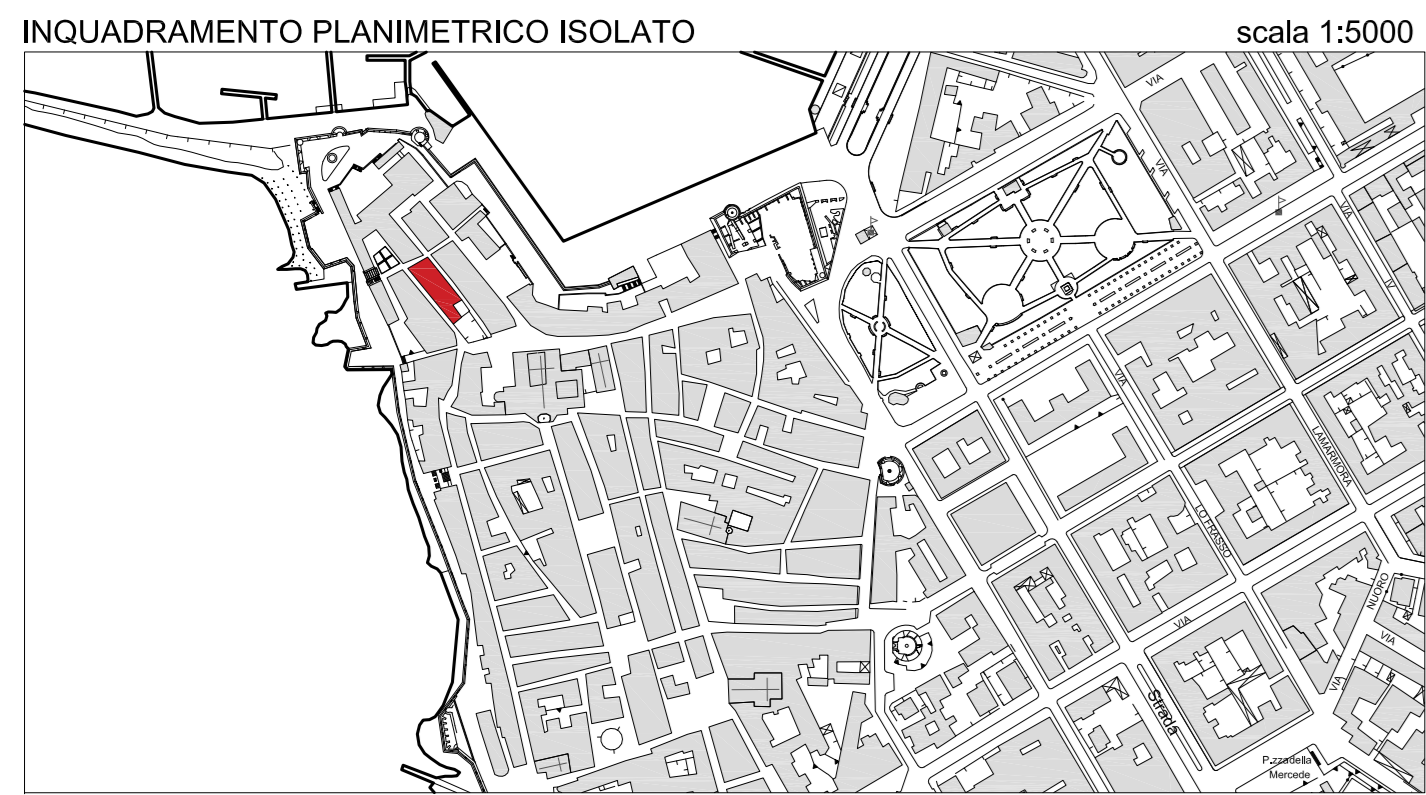 INQUADRAMENTO PLANIMETRICO ISOLATO
scala 1:5000
VIA
VIA
VIA
VIA
LAMARMORA
LO FRASSO
NUORO
VIA
VIA
VIA
Strada
P.zzadella
Mercede